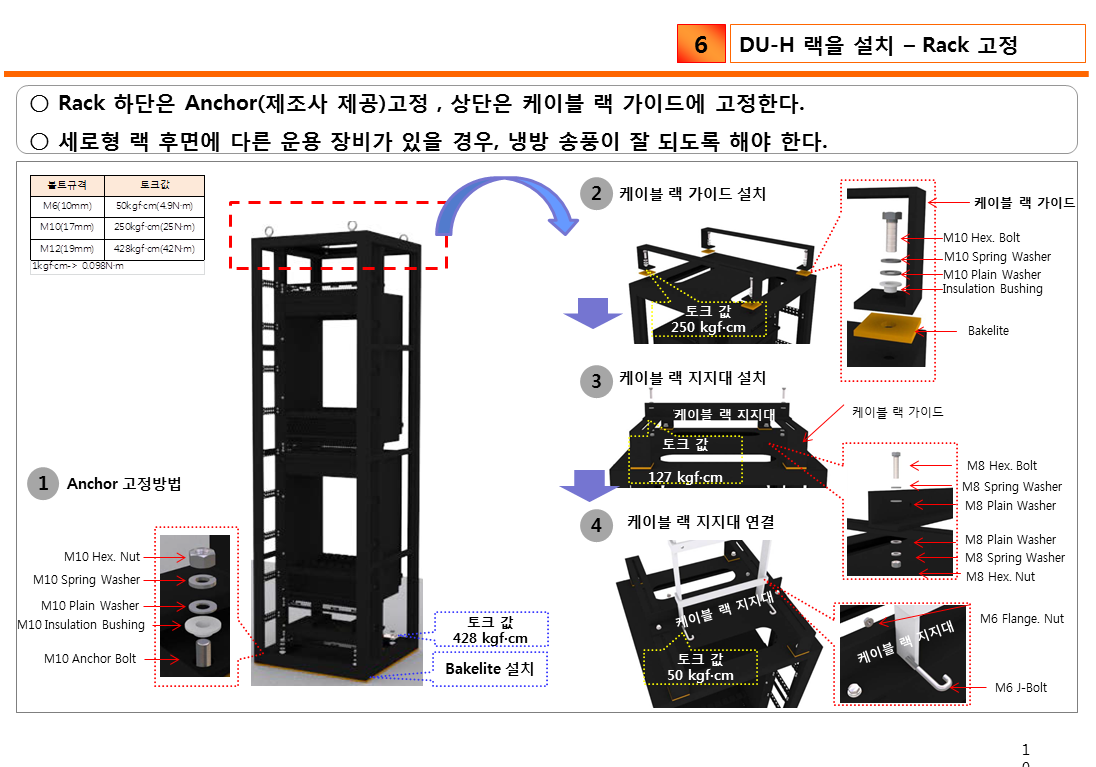 6
DU-H 랙을 설치 – Rack 고정
○ Rack 하단은 Anchor(제조사 제공)고정 , 상단은 케이블 랙 가이드에 고정한다.
○ 세로형 랙 후면에 다른 운용 장비가 있을 경우, 냉방 송풍이 잘 되도록 해야 한다.
볼트규격 토크값
M6(10mm) 50kgf·cm(4.9N·m)
M10(17mm) 250kgf·cm(25N·m)
M12(19mm) 428kgf·cm(42N·m)
1kgf·cm-> 0.098N·m
1 Anchor 고정방법
M10 Hex. Nut
M10 Spring Washer
M10 Plain Washer
M10 Insulation Bushing
M10 Anchor Bolt
토크 값
428 kgf·cm
Bakelite 설치
2 케이블 랙 가이드 설치
토크 값
250 kgf·cm
케이블 랙 가이드
M10 Hex. Bolt
M10 Spring Washer
M10 Plain Washer
Insulation Bushing
Bakelite
3 케이블 랙 지지대 설치
케이블 랙 지지대
토크 값
127 kgf·cm
케이블 랙 가이드
M8 Hex. Bolt
M8 Spring Washer
M8 Plain Washer
M8 Plain Washer
M8 Spring Washer
M8 Hex. Nut
4 케이블 랙 지지대 연결
케이블 랙 지지대
토크 값
50 kgf·cm
케이블 랙 지지대
M6 Flange. Nut
M6 J-Bolt
1
0